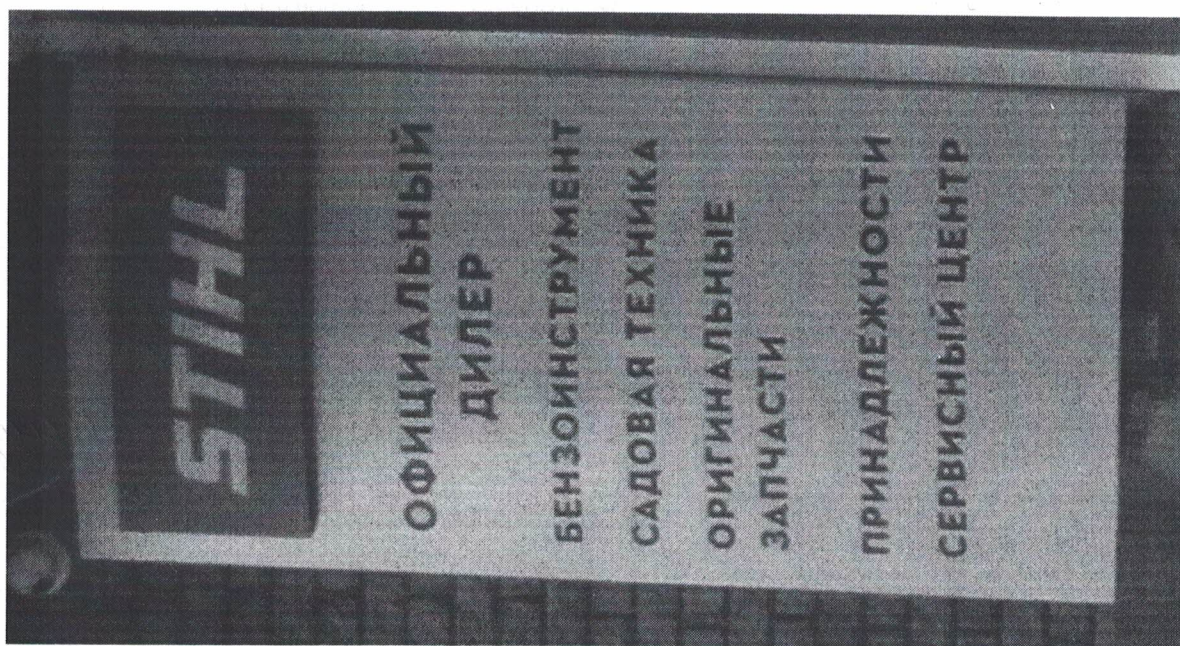 STIHL
ОФИЦИАЛЬНЫЙ
ДИЛЕР
БЕНЗОИНСТРУМЕНТ
САДОВАЯ ТЕХНИКА
ОРИГИНАЛЬНЫЕ
ЗАПЧАСТИ
ПРИНАДЛЕЖНОСТИ
СЕРВИСНЫЙ ЦЕНТР